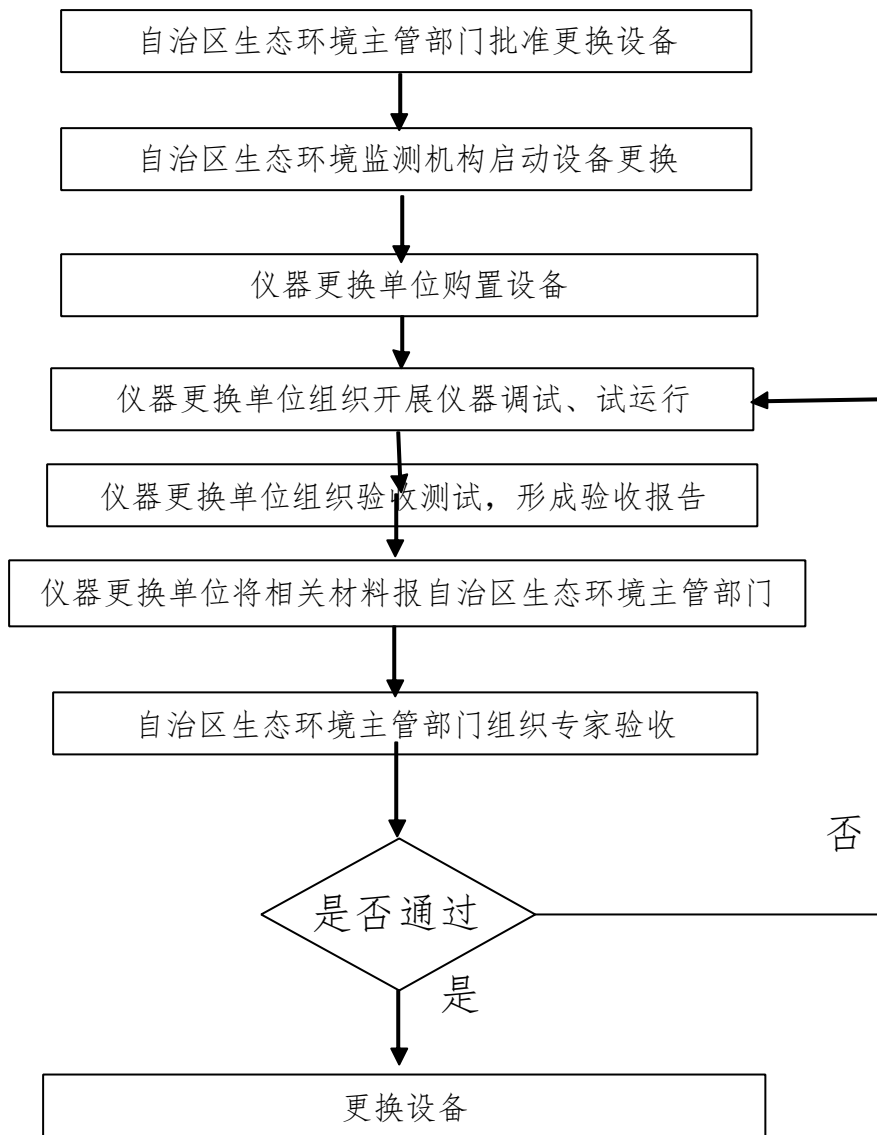 自治区生态环境主管部门批准更换设备
自治区生态环境监测机构启动设备更换
仪器更换单位购置设备
仪器更换单位组织开展仪器调试、试运行
仪器更换单位组织验收测试，形成验收报告
仪器更换单位将相关材料报自治区生态环境主管部门
自治区生态环境主管部门组织专家验收
否
是否通过
是
更换设备